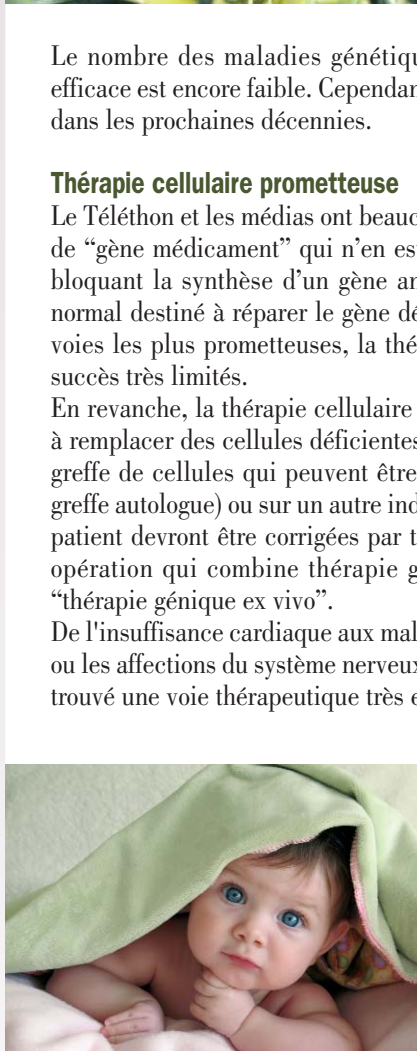 Le nombre des maladies génétiqu
efficace est encore faible. Cependan
dans les prochaines décennies.
Thérapie cellulaire prometteuse
Le Téléthon et les médias ont beauc
de “gène médicament” qui n’en es
bloquant la synthèse d’un gène an
normal destiné à réparer le gène dé
voies les plus prometteuses, la thé
succès très limités.
En revanche, la thérapie cellulaire
à remplacer des cellules déficientes
greffe de cellules qui peuvent être
greffe autologue) ou sur un autre ind
patient devront être corrigées par t
opération qui combine thérapie g
“thérapie génique ex vivo”.
De l'insuffisance cardiaque aux mal
ou les affections du système nerveux
trouvé une voie thérapeutique très e